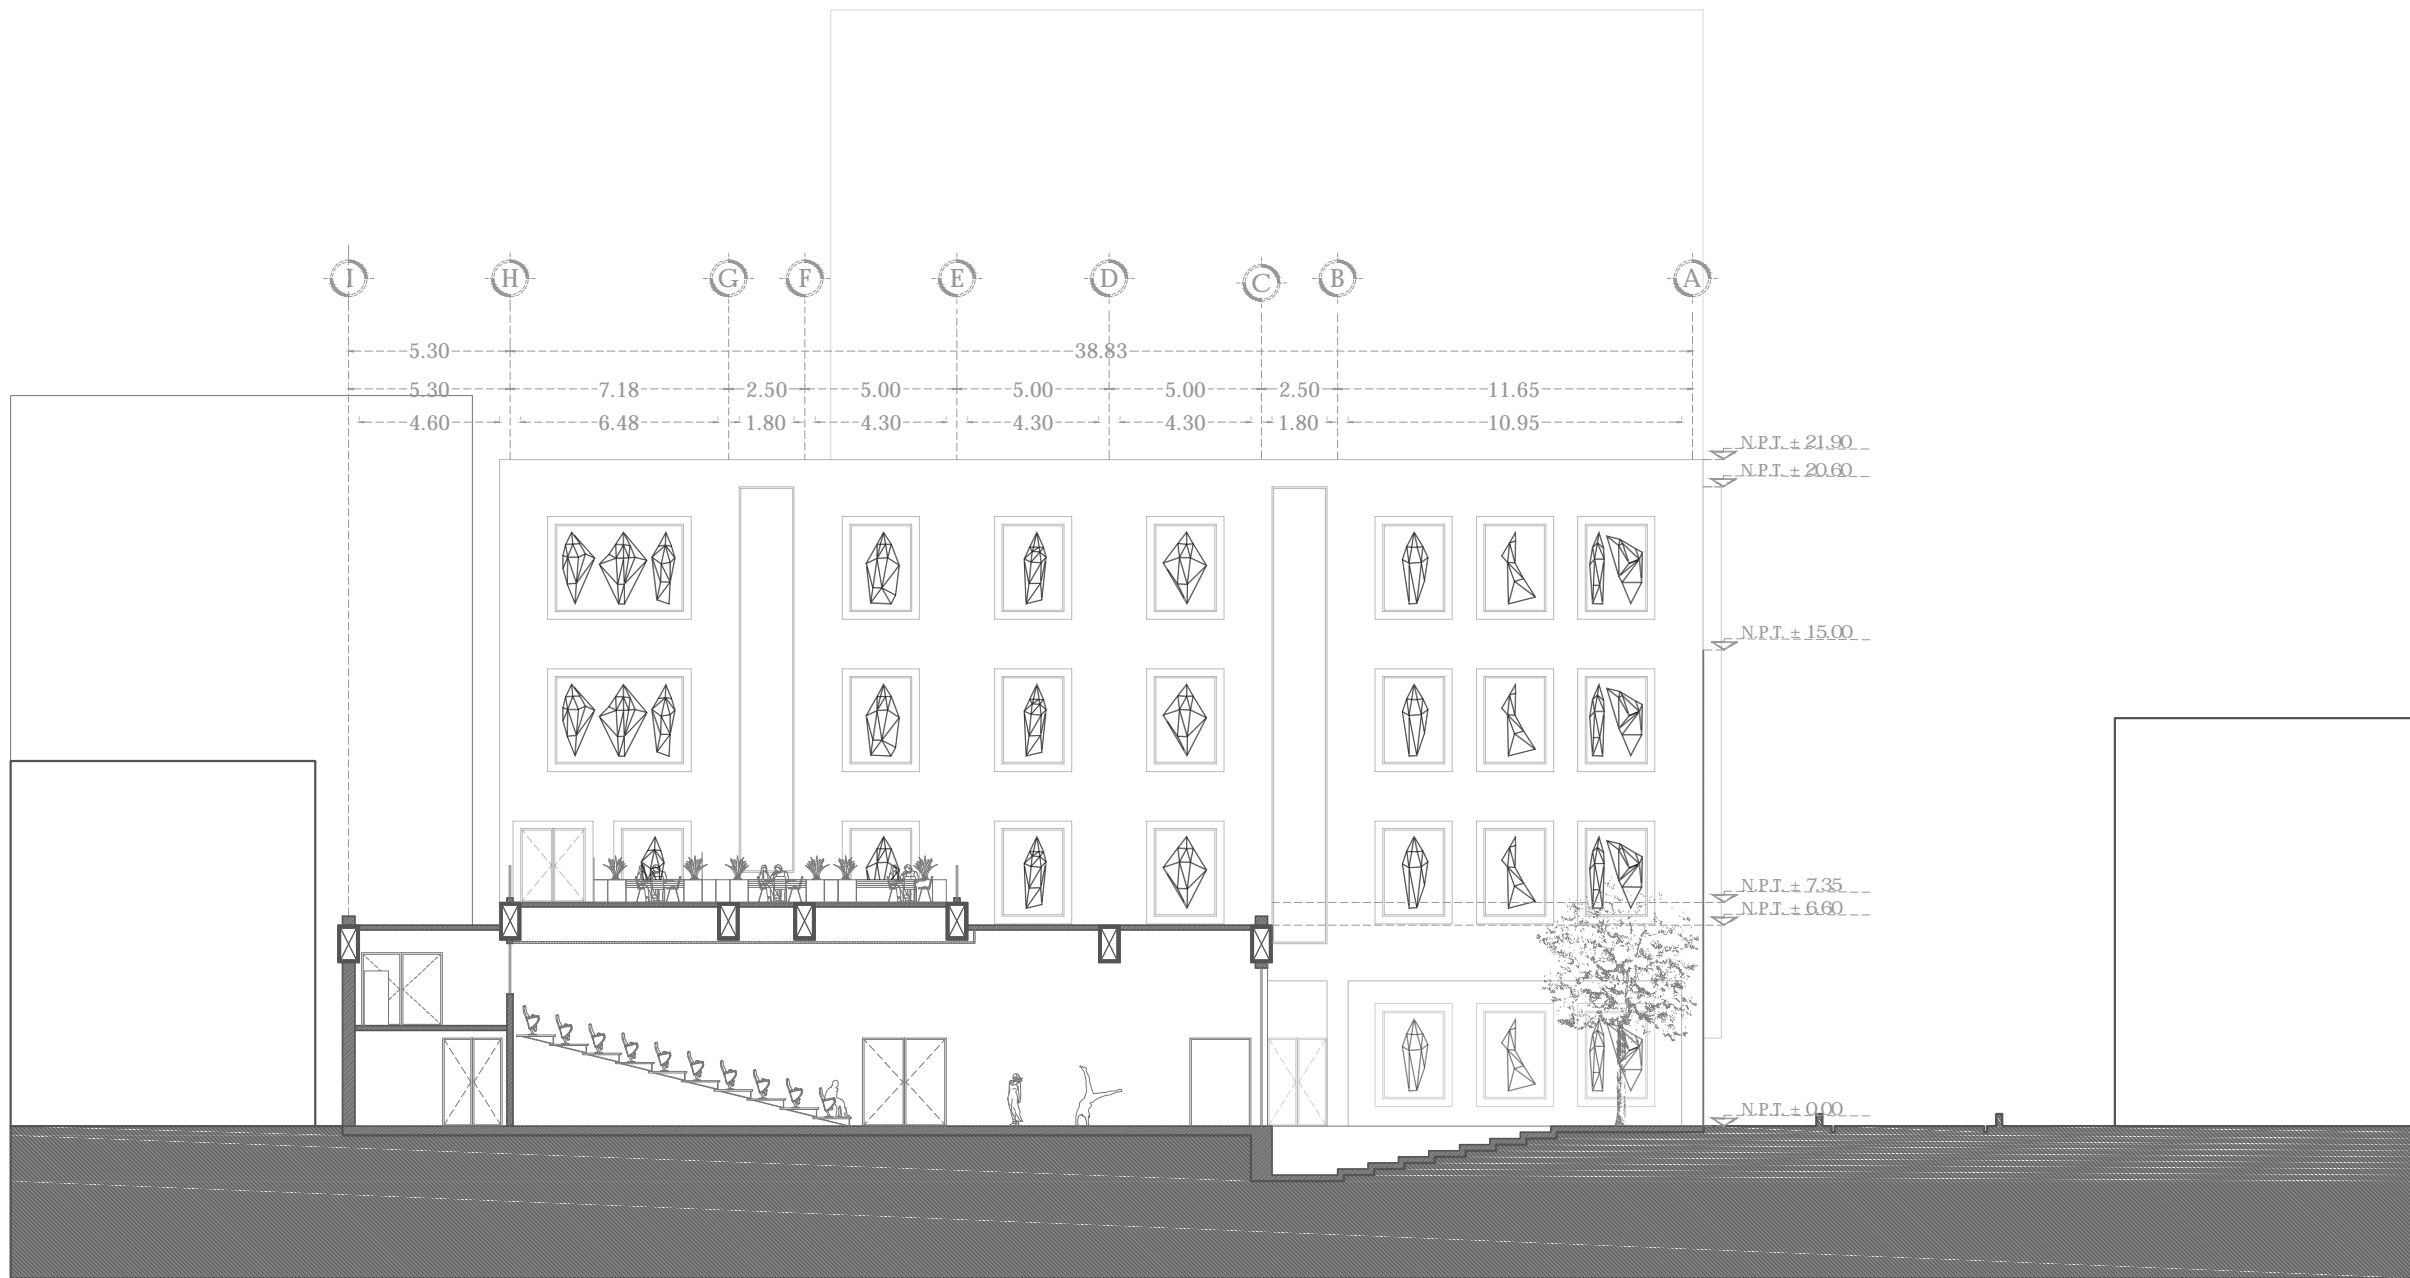 I H G F E D C B A
5.30 38.83
5.30 7.18 2.50 5.00 5.00 5.00 2.50 11.65
4.60 6.48 1.80 4.30 4.30 4.30 1.80 10.95
N.P.T. ± 21.90
N.P.T. ± 20.60
N.P.T. ± 15.00
N.P.T. ± 7.35
N.P.T. ± 6.60
N.P.T. ± 0.00